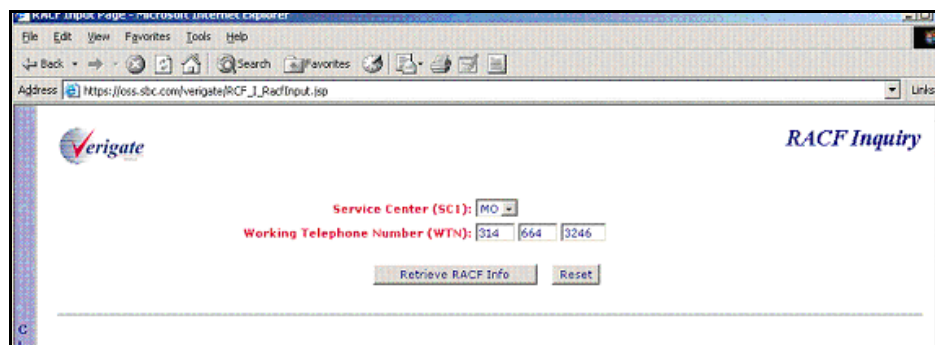 RACF Input Page - Microsoft Internet Explorer
File Edit View Favorites Tools Help
Back Search Favorites
Address https://oss.sbc.com/verigate/RCF_I_RacfInput.jsp Links
Verigate RACF Inquiry
Service Center (SC1): MO
Working Telephone Number (WTN): 314 664 3246
Retrieve RACF Info Reset
C